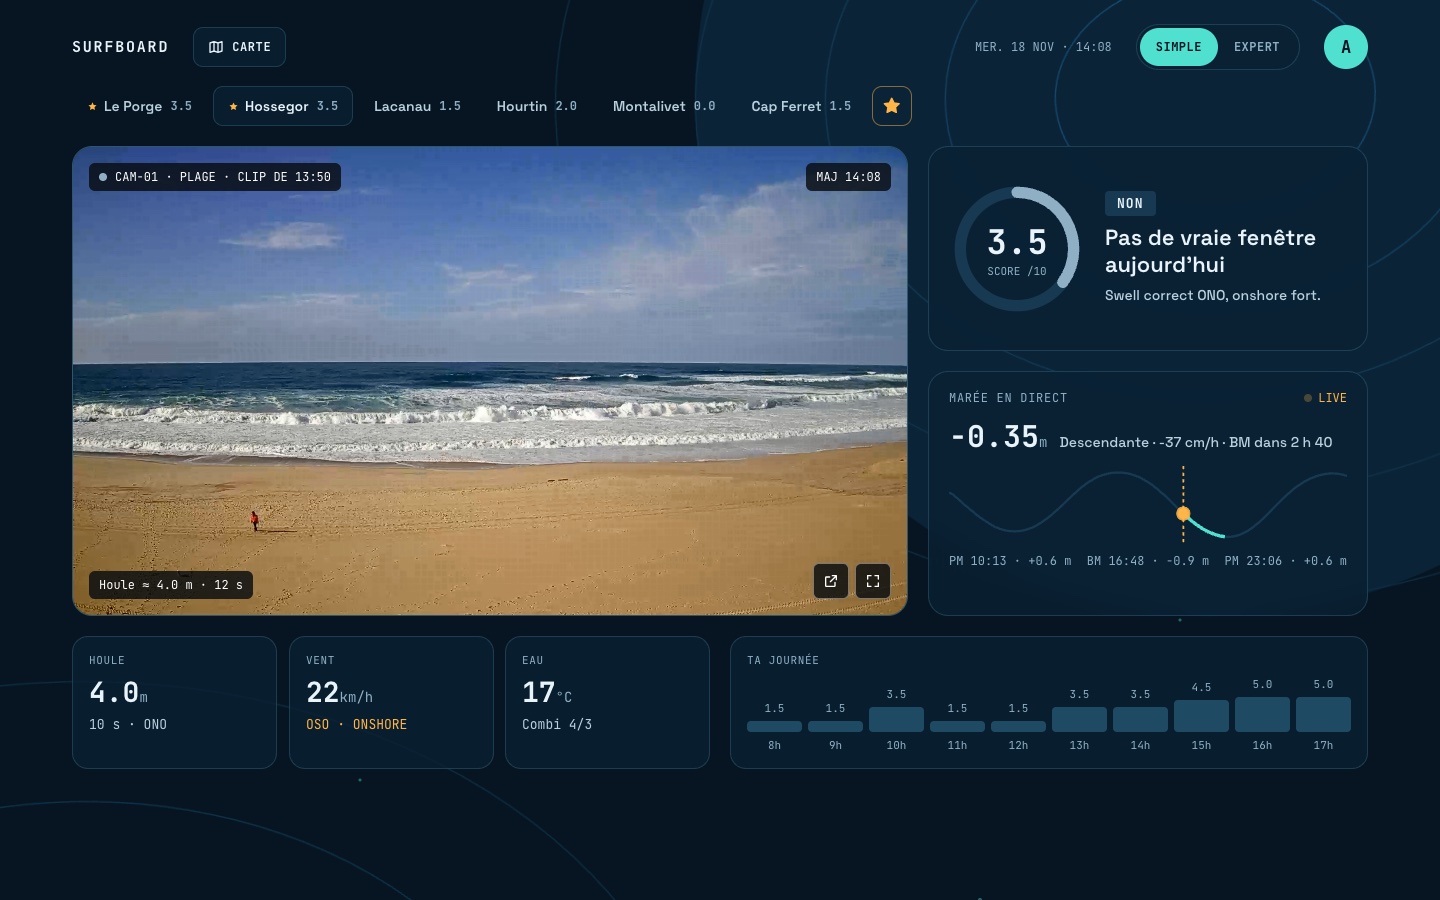 SURFBOARD
CARTE
MER. 18 NOV · 14:08
SIMPLE
EXPERT
A
Le Porge 3.5
Hossegor 3.5
Lacanau 1.5
Hourtin 2.0
Montalivet 0.0
Cap Ferret 1.5
CAM-01 · PLAGE · CLIP DE 13:50
MAJ 14:08
Houle ≈ 4.0 m · 12 s
3.5
SCORE /10
NON
Pas de vraie fenêtre
aujourd'hui
Swell correct ONO, onshore fort.
MARÉE EN DIRECT
LIVE
-0.35m Descendante · -37 cm/h · BM dans 2 h 40
PM 10:13 · +0.6 m BM 16:48 · -0.9 m PM 23:06 · +0.6 m
HOULE
4.0m
10 s · ONO
VENT
22km/h
OSO · ONSHORE
EAU
17°C
Combi 4/3
TA JOURNÉE
1.5 1.5 3.5 1.5 1.5 3.5 3.5 4.5 5.0 5.0
8h 9h 10h 11h 12h 13h 14h 15h 16h 17h